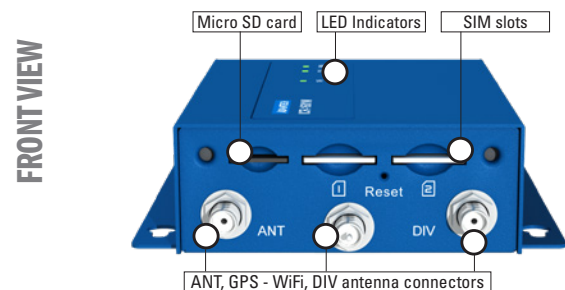 Micro SD card
LED Indicators
SIM slots
FRONT VIEW
1
Reset
2
ANT
DIV
ANT, GPS - WiFi, DIV antenna connectors